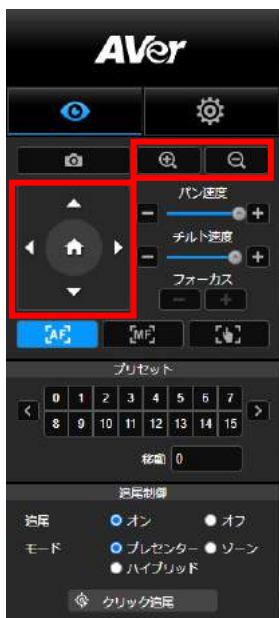 AVer
パン速度
チルト速度
フォーカス
AF MF
プリセット
0 1 2 3 4 5 6 7
8 9 10 11 12 13 14 15
移動 0
追尾制御
追尾 オン オフ
モード プレゼンター ゾーン
ハイブリッド
クリック追尾